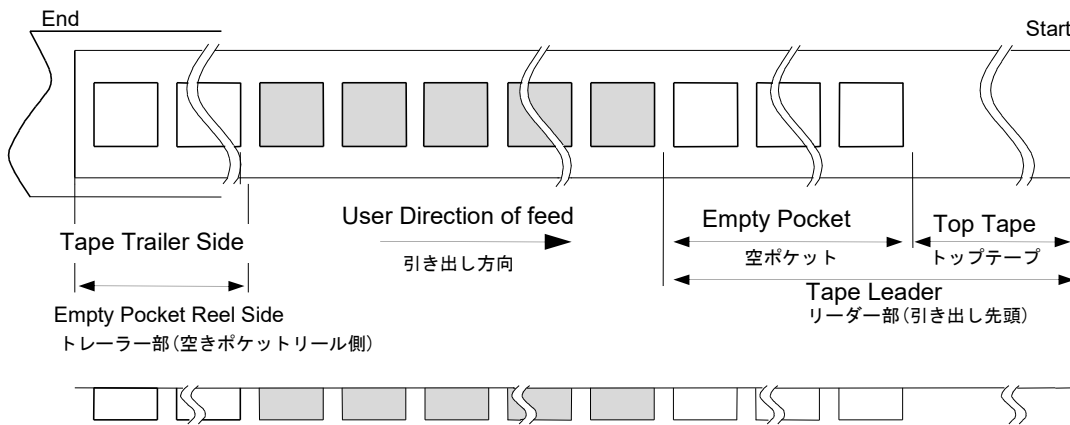 End
Start
Tape Trailer Side
User Direction of feed
引き出し方向
Empty Pocket
空ポケット
Top Tape
トップテープ
Tape Leader
リーダー部(引き出し先頭)
Empty Pocket Reel Side
トレーラー部(空きポケットリール側)